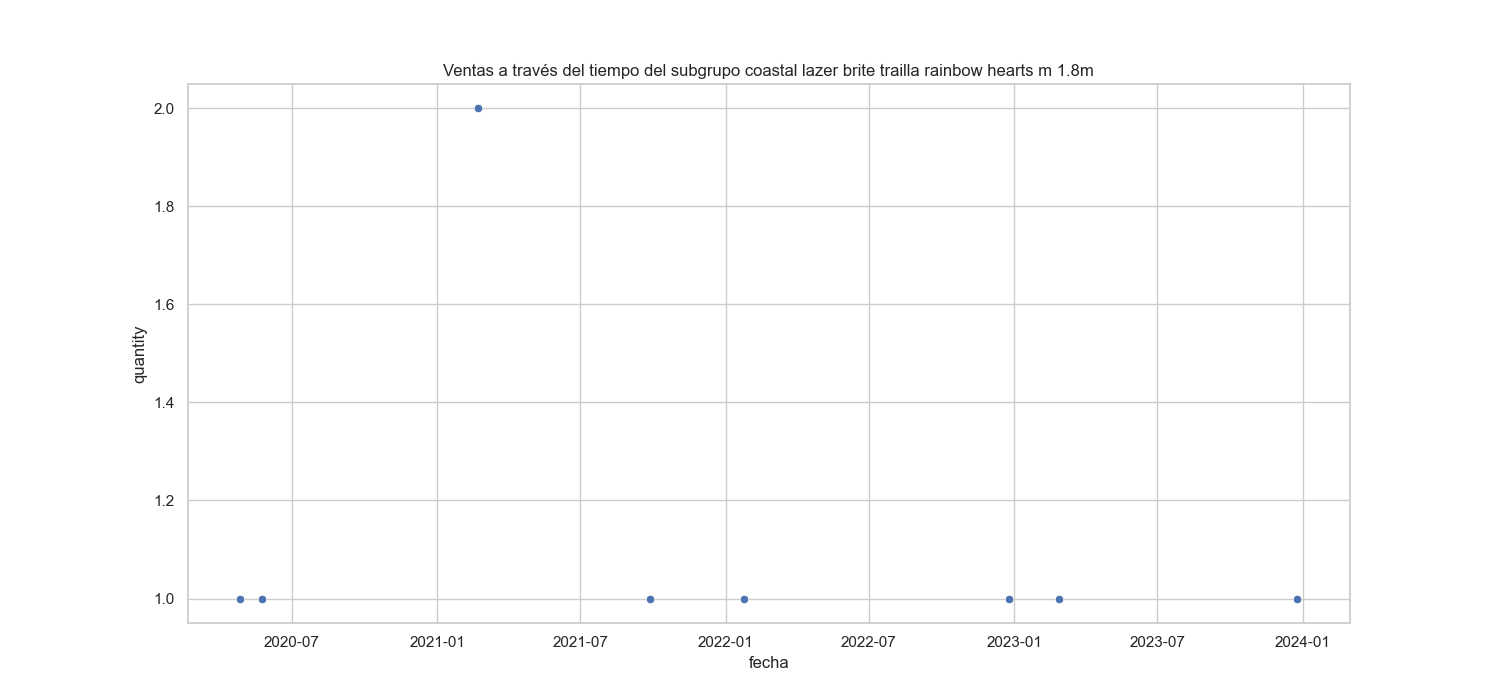 Ventas a través del tiempo del subgrupo coastal lazer brite trailla rainbow hearts m 1.8m
2.0
1.8
1.6
1.4
1.2
1.0
quantity
2020-07 2021-01 2021-07 2022-01 2022-07 2023-01 2023-07 2024-01
fecha